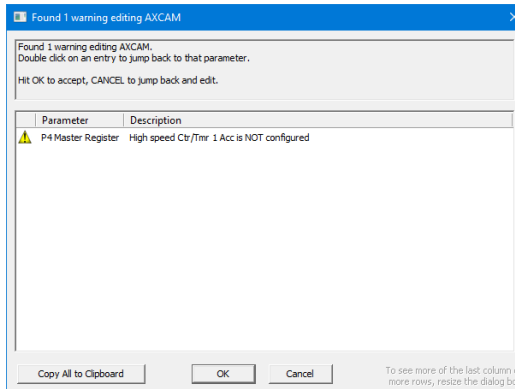 Found 1 warning editing AXCAM
Found 1 warning editing AXCAM.
Double click on an entry to jump back to that parameter.
Hit OK to accept, CANCEL to jump back and edit.
Parameter Description
P4 Master Register High speed Ctr/Tmr 1 Acc is NOT configured
Copy All to Clipboard OK Cancel
To see more of the last column
more rows, resize the dialog